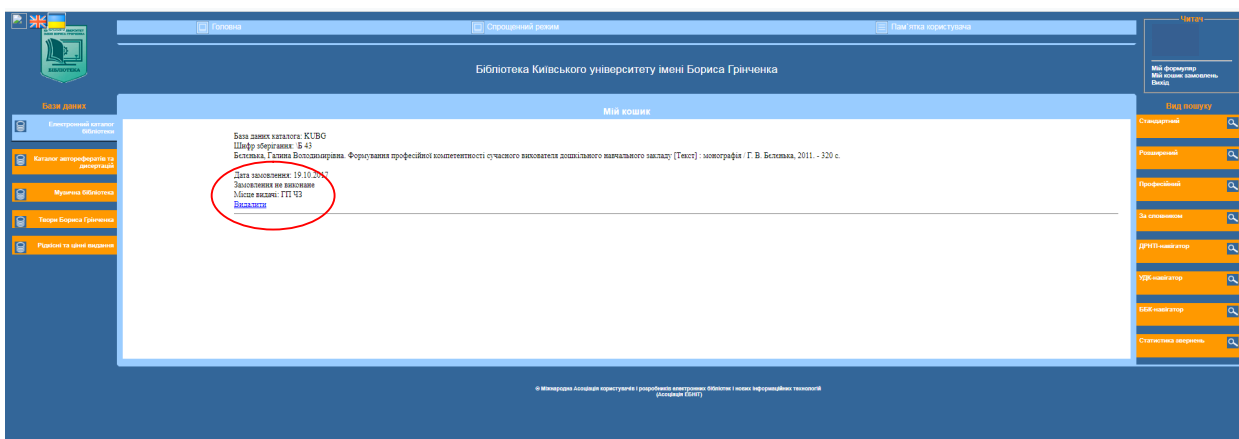 Головна
Спрощенний режим
Пам'ятка користувача
Читач
БІБЛІОТЕКА
Бібліотека Київського університету імені Бориса Грінченка
Мій формуляр
Мій кошик замовлень
Вихід
Бази даних
Електронний каталог бібліотеки
Каталог авторефератів та дисертацій
Музична бібліотека
Твори Бориса Грінченка
Рідкісні та цінні видання
Мій кошик
База даних каталога: KUBG
Шифр зберігання: \Б 43
Бєлєнька, Галина Володимирівна. Формування професійної компетентності сучасного вихователя дошкільного навчального закладу [Текст] : монографія / Г. В. Бєлєнька, 2011. - 320 с.
Дата замовлення: 19.10.2017
Замовлення не виконане
Місце видачі: ГП ЧЗ
Видалити
Вид пошуку
Стандартний
Розширений
Професійний
За словником
ДРНТІ-навігатор
УДК-навігатор
ББК-навігатор
Статистика звернень
© Міжнародна Асоціація користувачів і розробників електронних бібліотек і нових інформаційних технологій
(Асоціація ЕБНІТ)